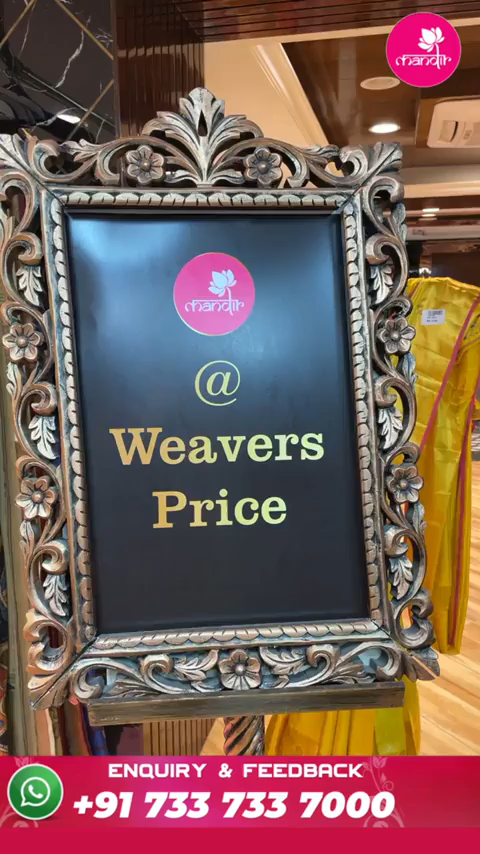 mandir
mandir
@
Weavers
Price
ENQUIRY & FEEDBACK
+91 733 733 7000